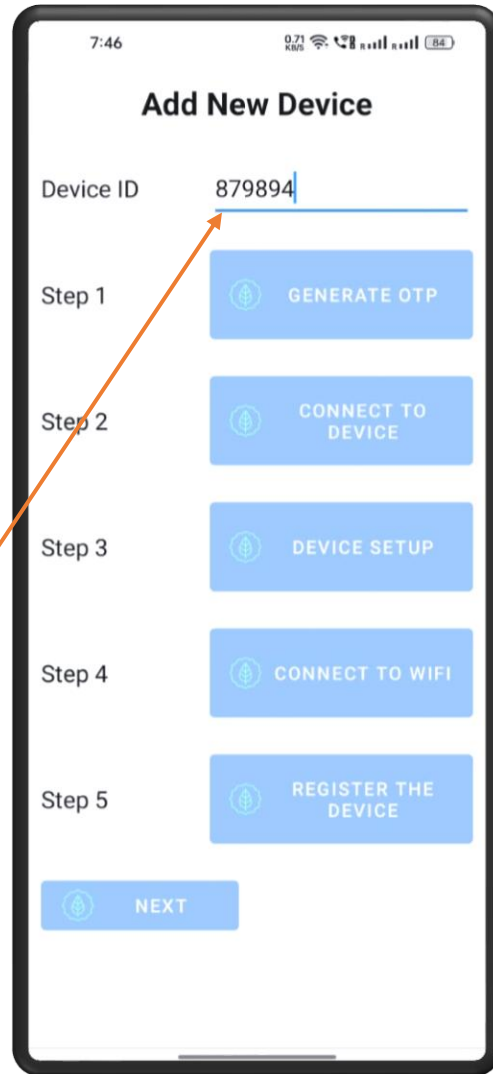 7:46 0.71 KB/S R R 84
Add New Device
Device ID 879894
Step 1 GENERATE OTP
Step 2 CONNECT TO
DEVICE
Step 3 DEVICE SETUP
Step 4 CONNECT TO WIFI
Step 5 REGISTER THE
DEVICE
NEXT